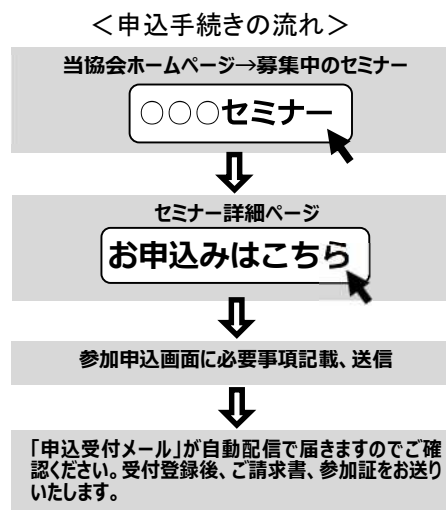 ＜申込手続きの流れ＞
当協会ホームページ→募集中のセミナー
○○○セミナー
セミナー詳細ページ
お申込みはこちら
参加申込画面に必要事項記載、送信
「申込受付メール」が自動配信で届きますのでご確
認ください。受付登録後、ご請求書、参加証をお送り
いたします。